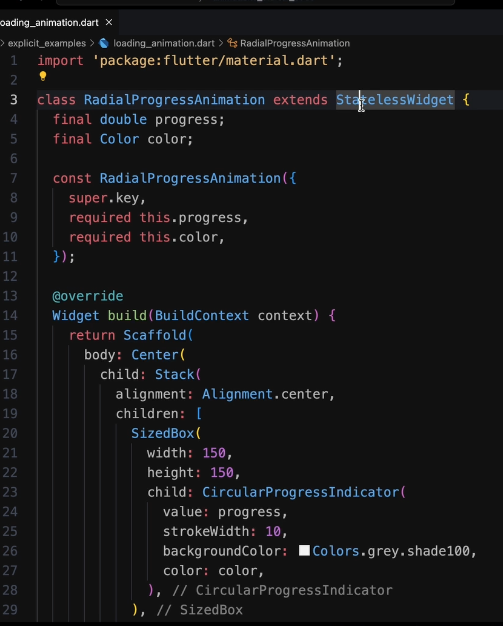 loading_animation.dart ×
> explicit_examples > loading_animation.dart > RadialProgressAnimation
1 import 'package:flutter/material.dart';
2
3 class RadialProgressAnimation extends StatelessWidget {
4 final double progress;
5 final Color color;
6
7 const RadialProgressAnimation({
8 super.key,
9 required this.progress,
10 required this.color,
11 });
12
13 @override
14 Widget build(BuildContext context) {
15 return Scaffold(
16 body: Center(
17 child: Stack(
18 alignment: Alignment.center,
19 children: [
20 SizedBox(
21 width: 150,
22 height: 150,
23 child: CircularProgressIndicator(
24 value: progress,
25 strokeWidth: 10,
26 backgroundColor: Colors.grey.shade100,
27 color: color,
28 ), // CircularProgressIndicator
29 ), // SizedBox